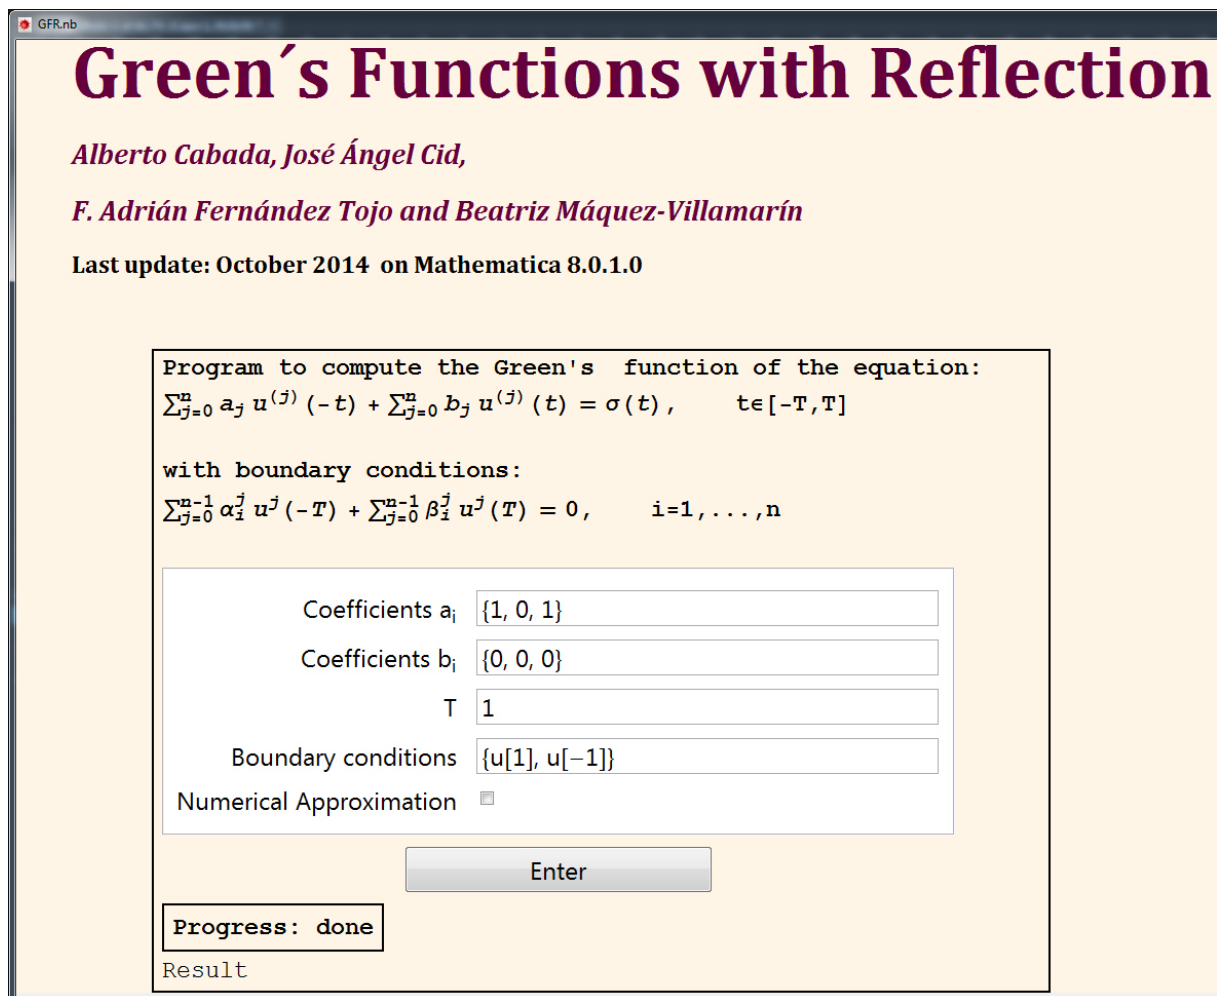 GFR.nb
Green´s Functions with Reflection
Alberto Cabada, José Ángel Cid,
F. Adrián Fernández Tojo and Beatriz Máquez-Villamarín
Last update: October 2014 on Mathematica 8.0.1.0
Program to compute the Green's function of the equation:
∑ⁿⱼ₌₀ aⱼ u⁽ʲ⁾ (-t) + ∑ⁿⱼ₌₀ bⱼ u⁽ʲ⁾ (t) = σ(t), t∈[-T,T]
with boundary conditions:
∑ⁿ⁻¹ⱼ₌₀ αᵢʲ uʲ (-T) + ∑ⁿ⁻¹ⱼ₌₀ βᵢʲ uʲ (T) = 0, i=1,...,n
Coefficients aᵢ {1, 0, 1}
Coefficients bᵢ {0, 0, 0}
T 1
Boundary conditions {u[1], u[−1]}
Numerical Approximation
Enter
Progress: done
Result